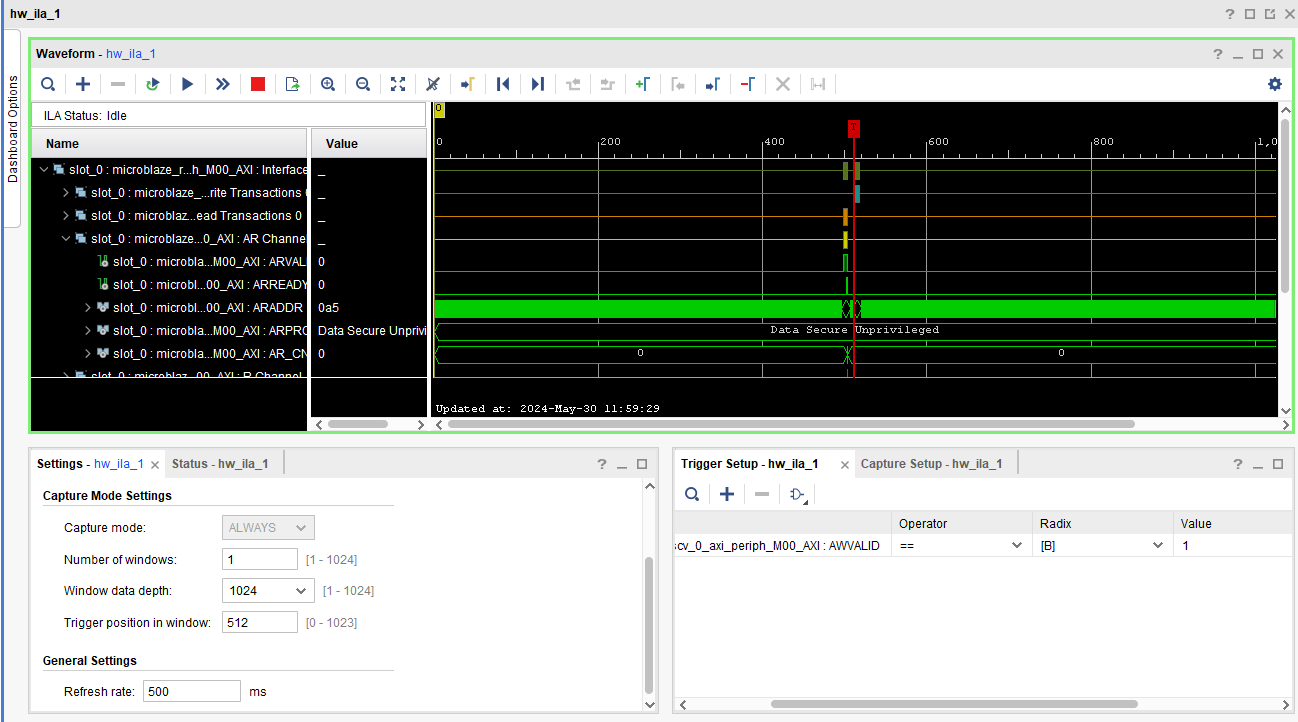 hw_ila_1
Dashboard Options
Waveform - hw_ila_1
ILA Status: Idle
Name Value
0
0 200 400 600 800 1,0
slot_0 : microblaze_r...h_M00_AXI : Interface _
slot_0 : microblaze_...rite Transactions _
slot_0 : microblaz...ead Transactions 0 _
slot_0 : microblaze...0_AXI : AR Channe _
slot_0 : microbla...M00_AXI : ARVAL 0
slot_0 : microbl...00_AXI : ARREADY 0
slot_0 : microbl...00_AXI : ARADDR 0a5
slot_0 : microbla...M00_AXI : ARPRO Data Secure Unprivi Data Secure Unprivileged
slot_0 : microbla...M00_AXI : AR_CN 0 0 0
slot_0 : microbla...00_AXI : R Channel
Updated at: 2024-May-30 11:59:29
Settings - hw_ila_1 Status - hw_ila_1
Capture Mode Settings
Capture mode: ALWAYS
Number of windows: 1 [1 - 1024]
Window data depth: 1024 [1 - 1024]
Trigger position in window: 512 [0 - 1023]
General Settings
Refresh rate: 500 ms
Trigger Setup - hw_ila_1 Capture Setup - hw_ila_1
Operator Radix Value
scv_0_axi_periph_M00_AXI : AWVALID == [B] 1